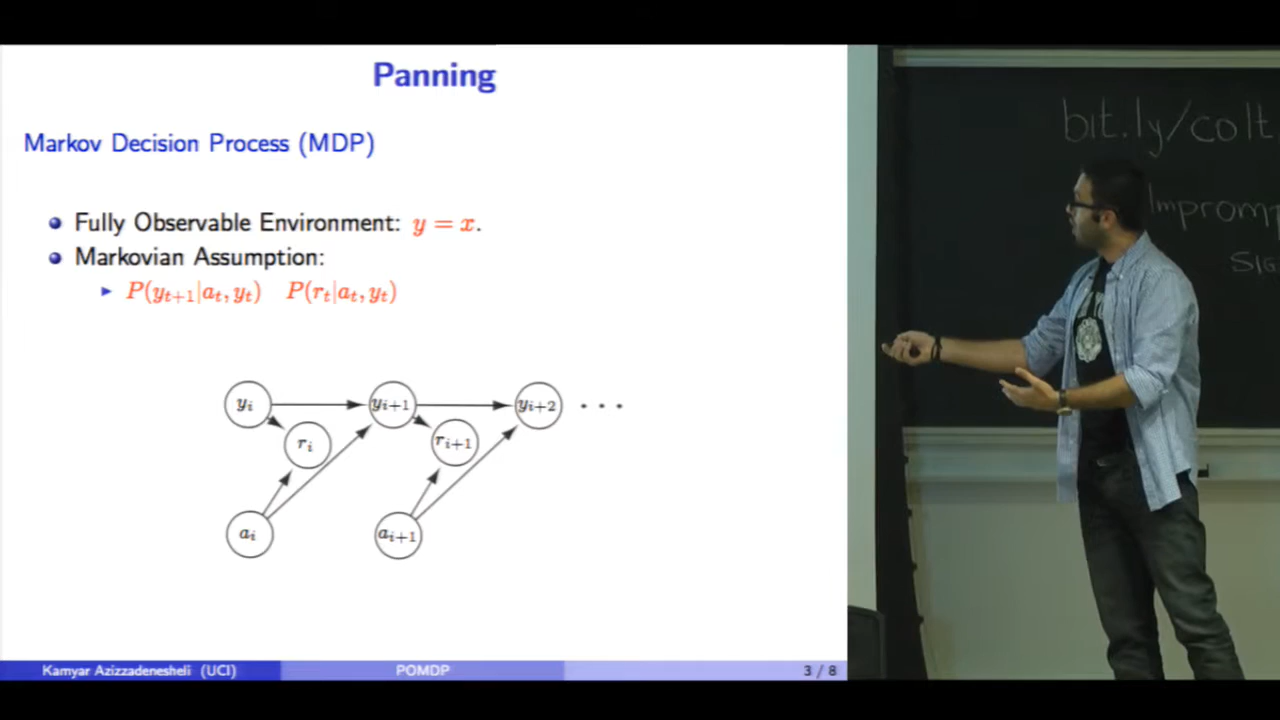 Panning
Markov Decision Process (MDP)
Fully Observable Environment: y = x.
Markovian Assumption:
P(y_{t+1}|a_t, y_t) P(r_t|a_t, y_t)
y_i y_{i+1} y_{i+2} ...
r_i r_{i+1}
a_i a_{i+1}
Kamyar Azizzadenesheli (UCI) POMDP 3 / 8
bit.ly/colt
Impromp
SIG